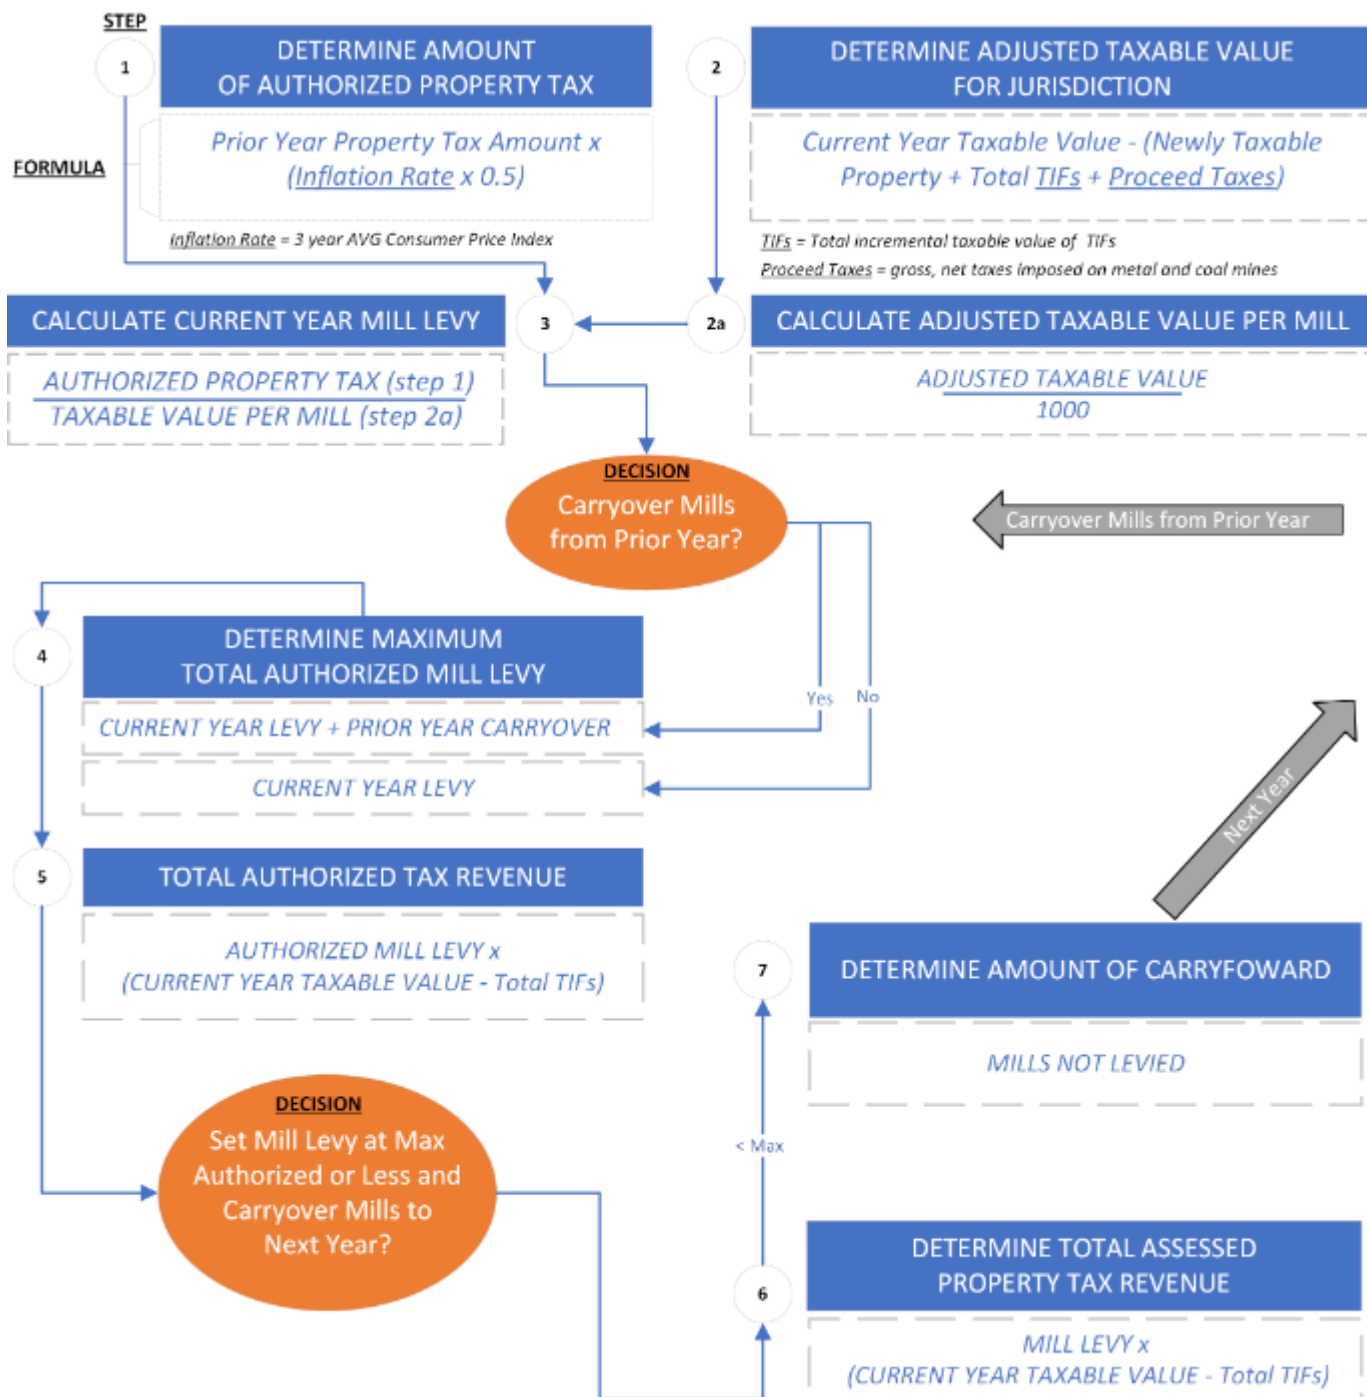 STEP
1
DETERMINE AMOUNT
OF AUTHORIZED PROPERTY TAX
FORMULA
Prior Year Property Tax Amount x
(Inflation Rate x 0.5)
Inflation Rate = 3 year AVG Consumer Price Index
2
DETERMINE ADJUSTED TAXABLE VALUE
FOR JURISDICTION
Current Year Taxable Value - (Newly Taxable
Property + Total TIFs + Proceed Taxes)
TIFs = Total incremental taxable value of TIFs
Proceed Taxes = gross, net taxes imposed on metal and coal mines
CALCULATE CURRENT YEAR MILL LEVY
3
AUTHORIZED PROPERTY TAX (step 1)
TAXABLE VALUE PER MILL (step 2a)
2a
CALCULATE ADJUSTED TAXABLE VALUE PER MILL
ADJUSTED TAXABLE VALUE
1000
DECISION
Carryover Mills
from Prior Year?
Carryover Mills from Prior Year
4
DETERMINE MAXIMUM
TOTAL AUTHORIZED MILL LEVY
Yes
No
CURRENT YEAR LEVY + PRIOR YEAR CARRYOVER
CURRENT YEAR LEVY
Next Year
5
TOTAL AUTHORIZED TAX REVENUE
AUTHORIZED MILL LEVY x
(CURRENT YEAR TAXABLE VALUE - Total TIFs)
7
DETERMINE AMOUNT OF CARRYFOWARD
MILLS NOT LEVIED
DECISION
Set Mill Levy at Max
Authorized or Less and
Carryover Mills to
Next Year?
< Max
6
DETERMINE TOTAL ASSESSED
PROPERTY TAX REVENUE
MILL LEVY x
(CURRENT YEAR TAXABLE VALUE - Total TIFs)